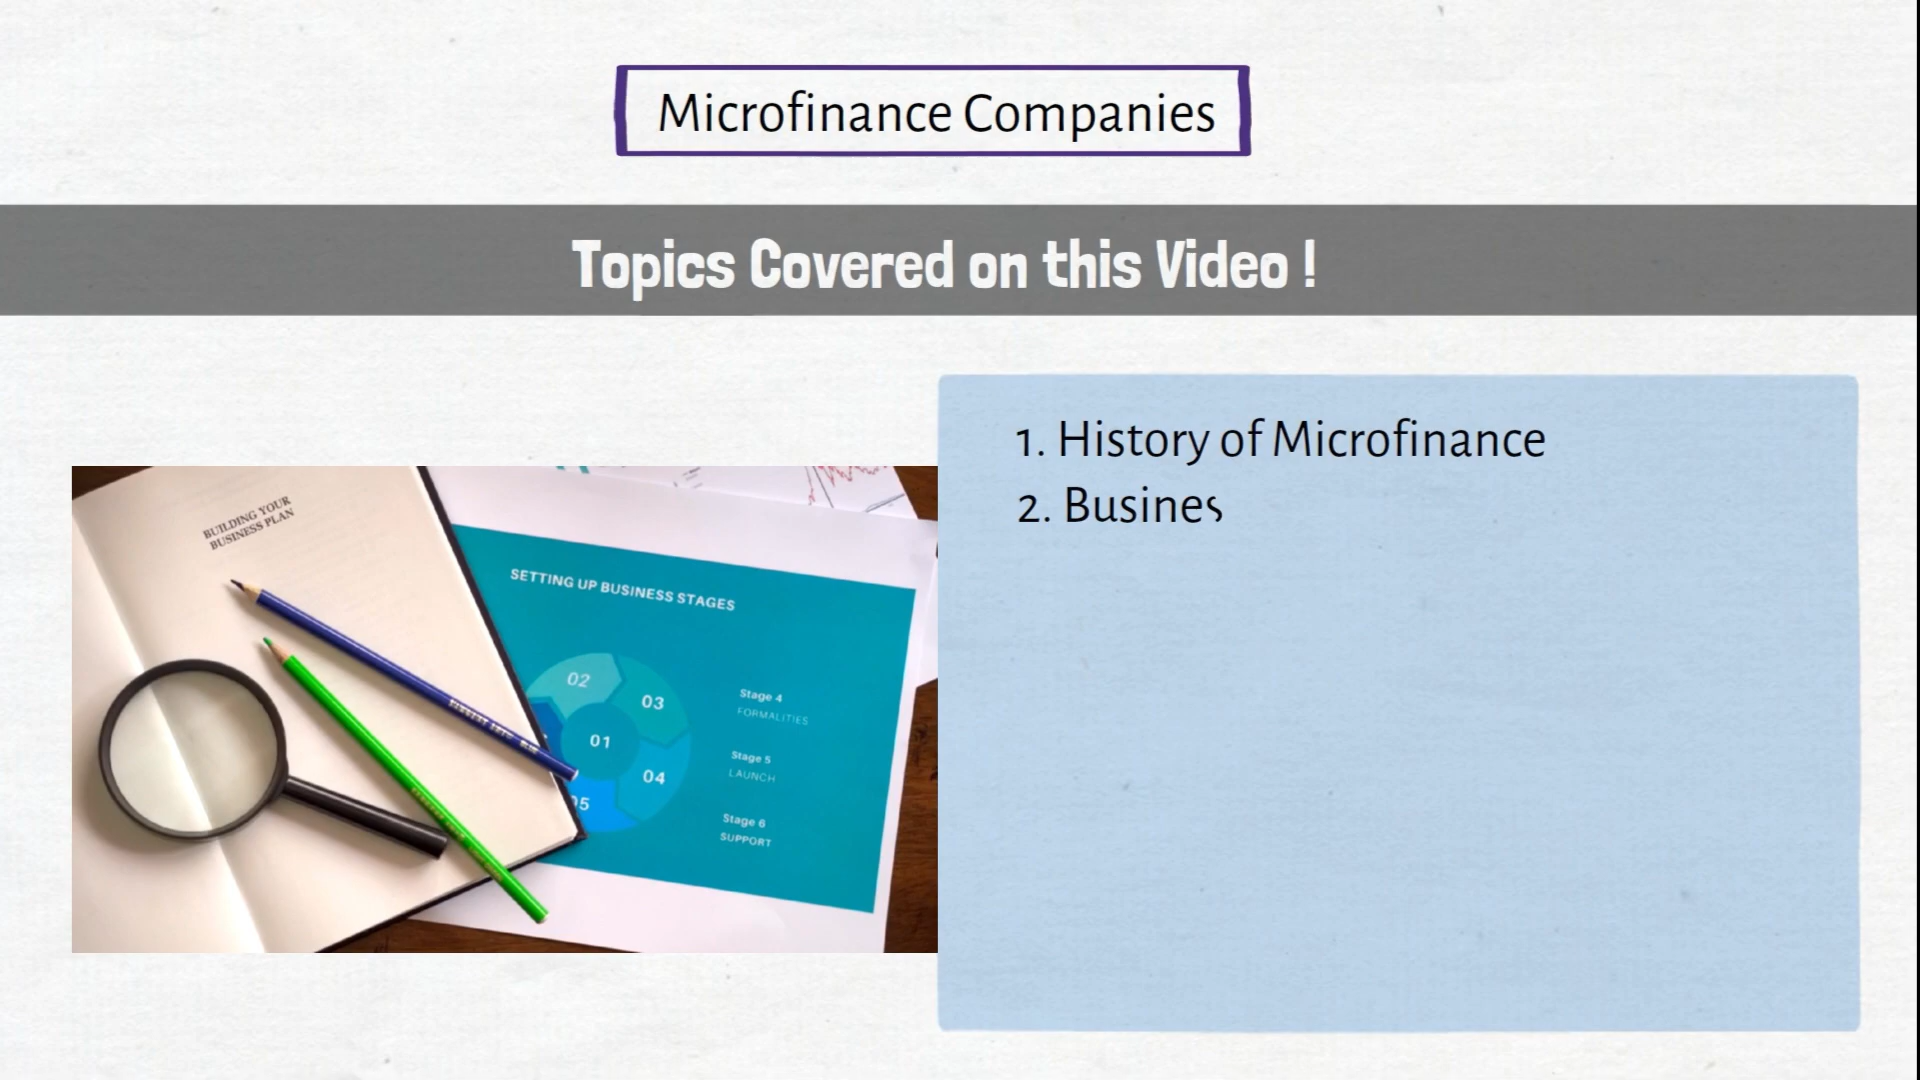 Microfinance Companies
Topics Covered on this Video !
1. History of Microfinance
2. Busines
BUILDING YOUR
BUSINESS PLAN
SETTING UP BUSINESS STAGES
02
03
01
04
05
Stage 4
FORMALITIES
Stage 5
LAUNCH
Stage 6
SUPPORT